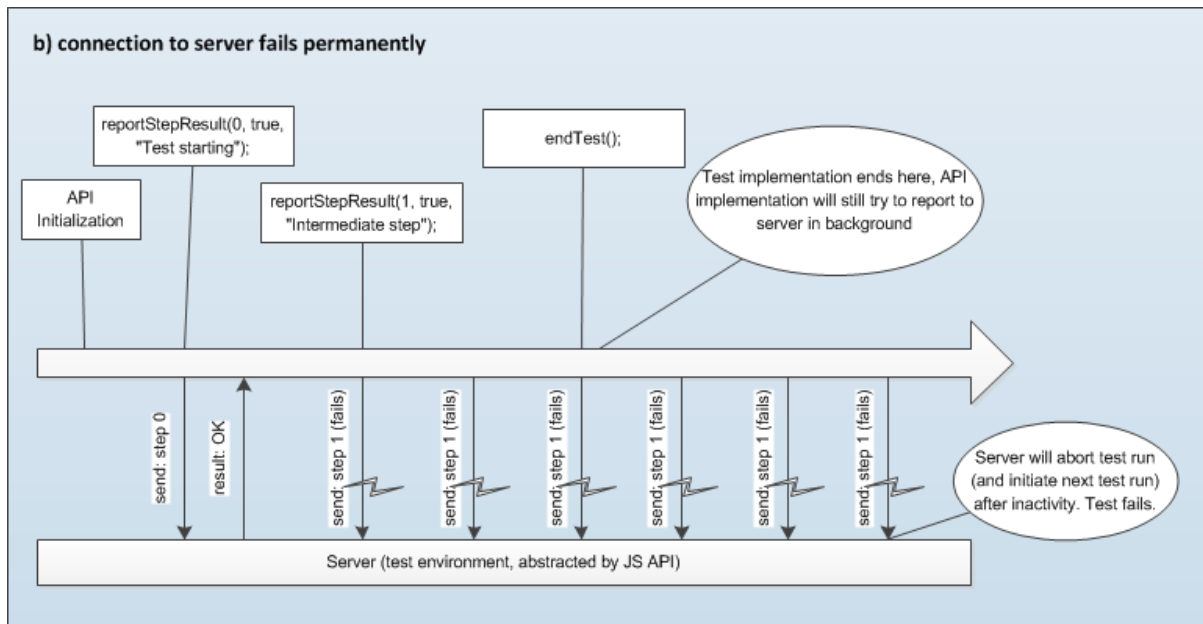 b) connection to server fails permanently
reportStepResult(0, true,
"Test starting");
endTest();
API
Initialization
reportStepResult(1, true,
"Intermediate step");
Test implementation ends here, API
implementation will still try to report to
server in background
send: step 0
result: OK
send: step 1 (fails)
send: step 1 (fails)
send: step 1 (fails)
send: step 1 (fails)
send: step 1 (fails)
send: step 1 (fails)
Server will abort test run
(and initiate next test run)
after inactivity. Test fails.
Server (test environment, abstracted by JS API)